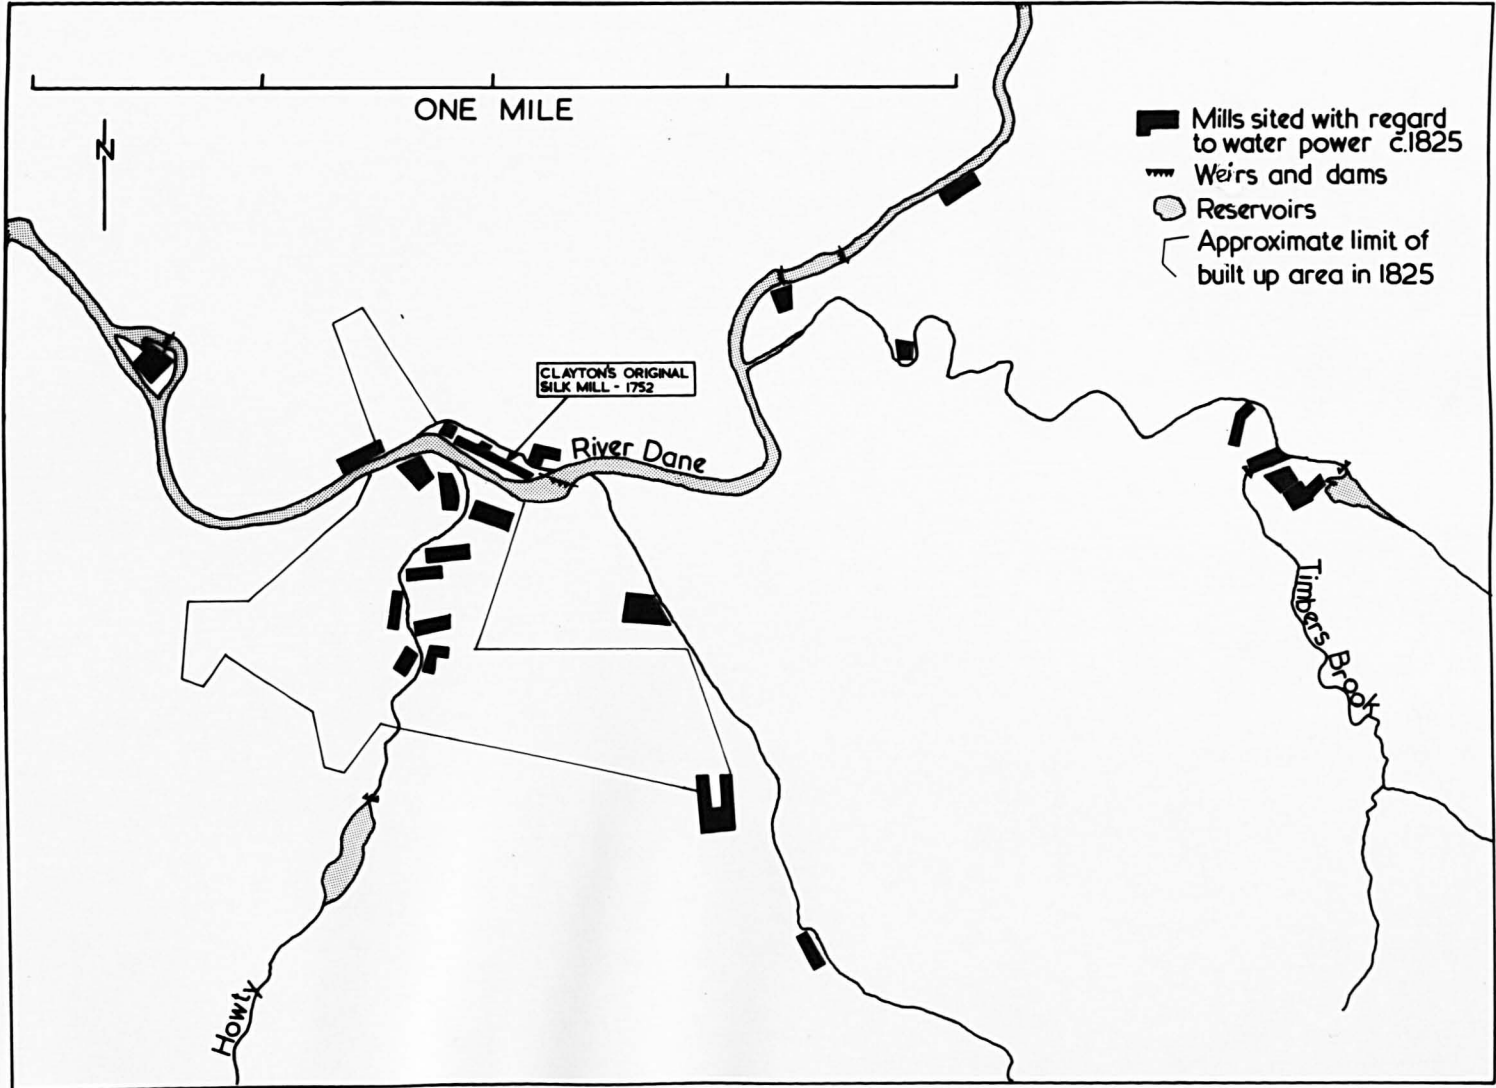 ONE MILE
N
Mills sited with regard
to water power c.1825
Weirs and dams
Reservoirs
Approximate limit of
built up area in 1825
CLAYTON'S ORIGINAL
SILK MILL - 1752
River Dane
Timbers Brook
Howty